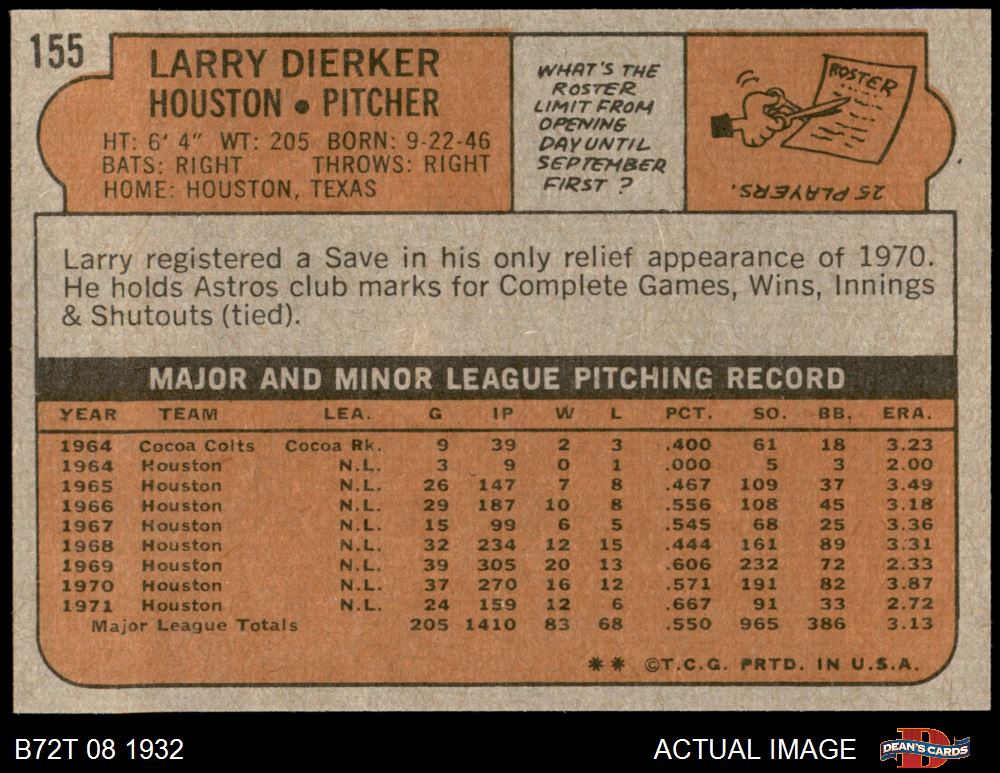 155
LARRY DIERKER
HOUSTON • PITCHER
HT: 6' 4" WT: 205 BORN: 9-22-46
BATS: RIGHT THROWS: RIGHT
HOME: HOUSTON, TEXAS
WHAT'S THE
ROSTER
LIMIT FROM
OPENING
DAY UNTIL
SEPTEMBER
FIRST ?
ROSTER
25 PLAYERS.
Larry registered a Save in his only relief appearance of 1970.
He holds Astros club marks for Complete Games, Wins, Innings
& Shutouts (tied).
MAJOR AND MINOR LEAGUE PITCHING RECORD
YEAR TEAM LEA. G IP W L PCT. SO. BB. ERA.
1964 Cocoa Colts Cocoa Rk. 9 39 2 3 .400 61 18 3.23
1964 Houston N.L. 3 9 0 1 .000 5 3 2.00
1965 Houston N.L. 26 147 7 8 .467 109 37 3.49
1966 Houston N.L. 29 187 10 8 .556 108 45 3.18
1967 Houston N.L. 15 99 6 5 .545 68 25 3.36
1968 Houston N.L. 32 234 12 15 .444 161 89 3.31
1969 Houston N.L. 39 305 20 13 .606 232 72 2.33
1970 Houston N.L. 37 270 16 12 .571 191 82 3.87
1971 Houston N.L. 24 159 12 6 .667 91 33 2.72
Major League Totals 205 1410 83 68 .550 965 386 3.13
** ©T.C.G. PRTD. IN U.S.A.
B72T 08 1932
ACTUAL IMAGE
DEAN'S CARDS